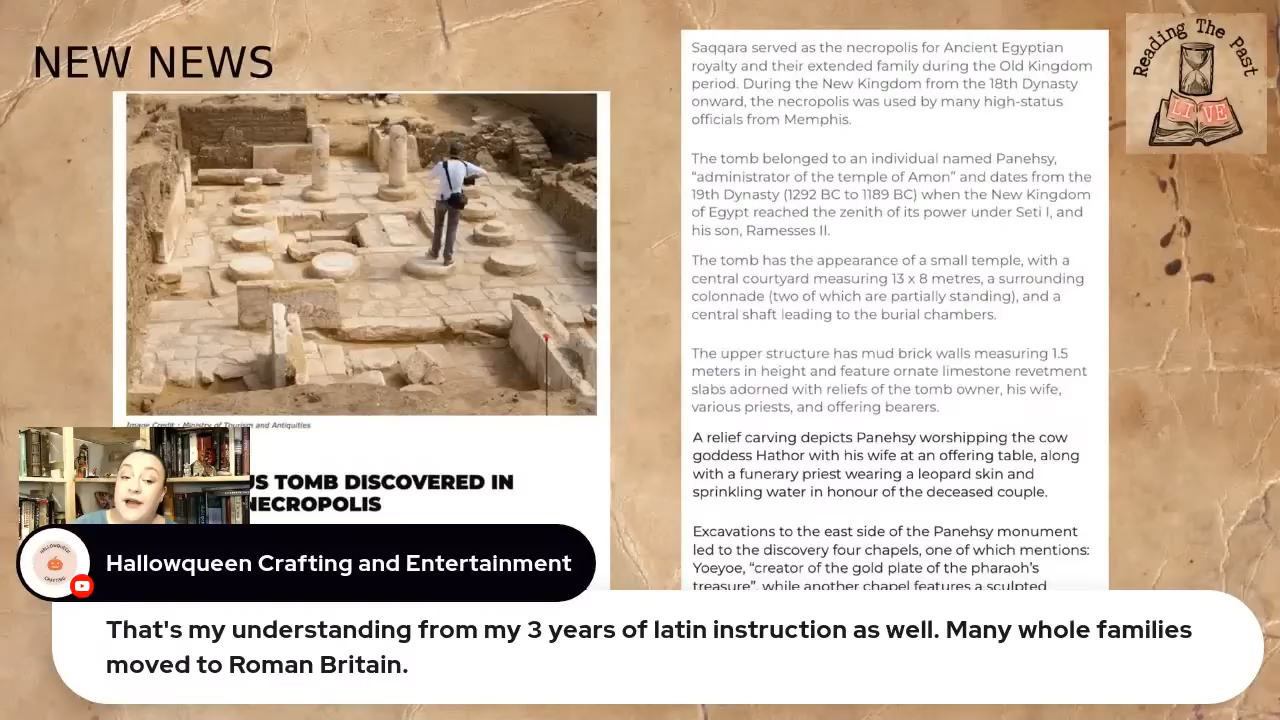 NEW NEWS
Reading The Past
LIVE
Image Credit : Ministry of Tourism and Antiquities
TOMB DISCOVERED IN
NECROPOLIS
Saqqara served as the necropolis for Ancient Egyptian
royalty and their extended family during the Old Kingdom
period. During the New Kingdom from the 18th Dynasty
onward, the necropolis was used by many high-status
officials from Memphis.
The tomb belonged to an individual named Panehsy,
“administrator of the temple of Amon” and dates from the
19th Dynasty (1292 BC to 1189 BC) when the New Kingdom
of Egypt reached the zenith of its power under Seti I, and
his son, Ramesses II.
The tomb has the appearance of a small temple, with a
central courtyard measuring 13 x 8 metres, a surrounding
colonnade (two of which are partially standing), and a
central shaft leading to the burial chambers.
The upper structure has mud brick walls measuring 1.5
meters in height and feature ornate limestone revetment
slabs adorned with reliefs of the tomb owner, his wife,
various priests, and offering bearers.
A relief carving depicts Panehsy worshipping the cow
goddess Hathor with his wife at an offering table, along
with a funerary priest wearing a leopard skin and
sprinkling water in honour of the deceased couple.
Excavations to the east side of the Panehsy monument
led to the discovery four chapels, one of which mentions:
Yoeyoe, “creator of the gold plate of the pharaoh’s
treasure”, while another chapel features a sculpted
HALLOWQUEEN
CRAFTING
Hallowqueen Crafting and Entertainment
That's my understanding from my 3 years of latin instruction as well. Many whole families
moved to Roman Britain.